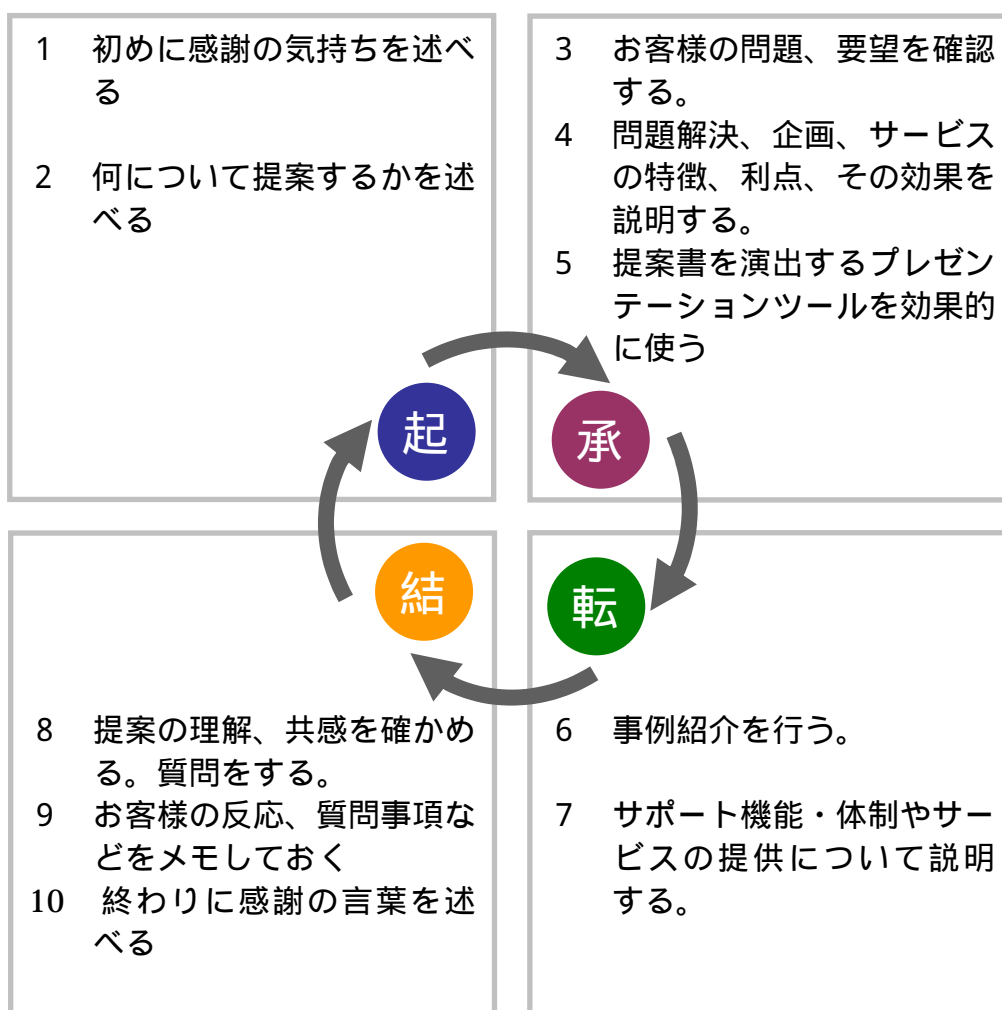 1 初めに感謝の気持ちを述べ
る
2 何について提案するかを述
べる
起
3 お客様の問題、要望を確認
する。
4 問題解決、企画、サービス
の特徴、利点、その効果を
説明する。
5 提案書を演出するプレゼン
テーションツールを効果的
に使う
承
転
6 事例紹介を行う。
7 サポート機能・体制やサー
ビスの提供について説明
する。
結
8 提案の理解、共感を確かめ
る。質問をする。
9 お客様の反応、質問事項な
どをメモしておく
10 終わりに感謝の言葉を述
べる